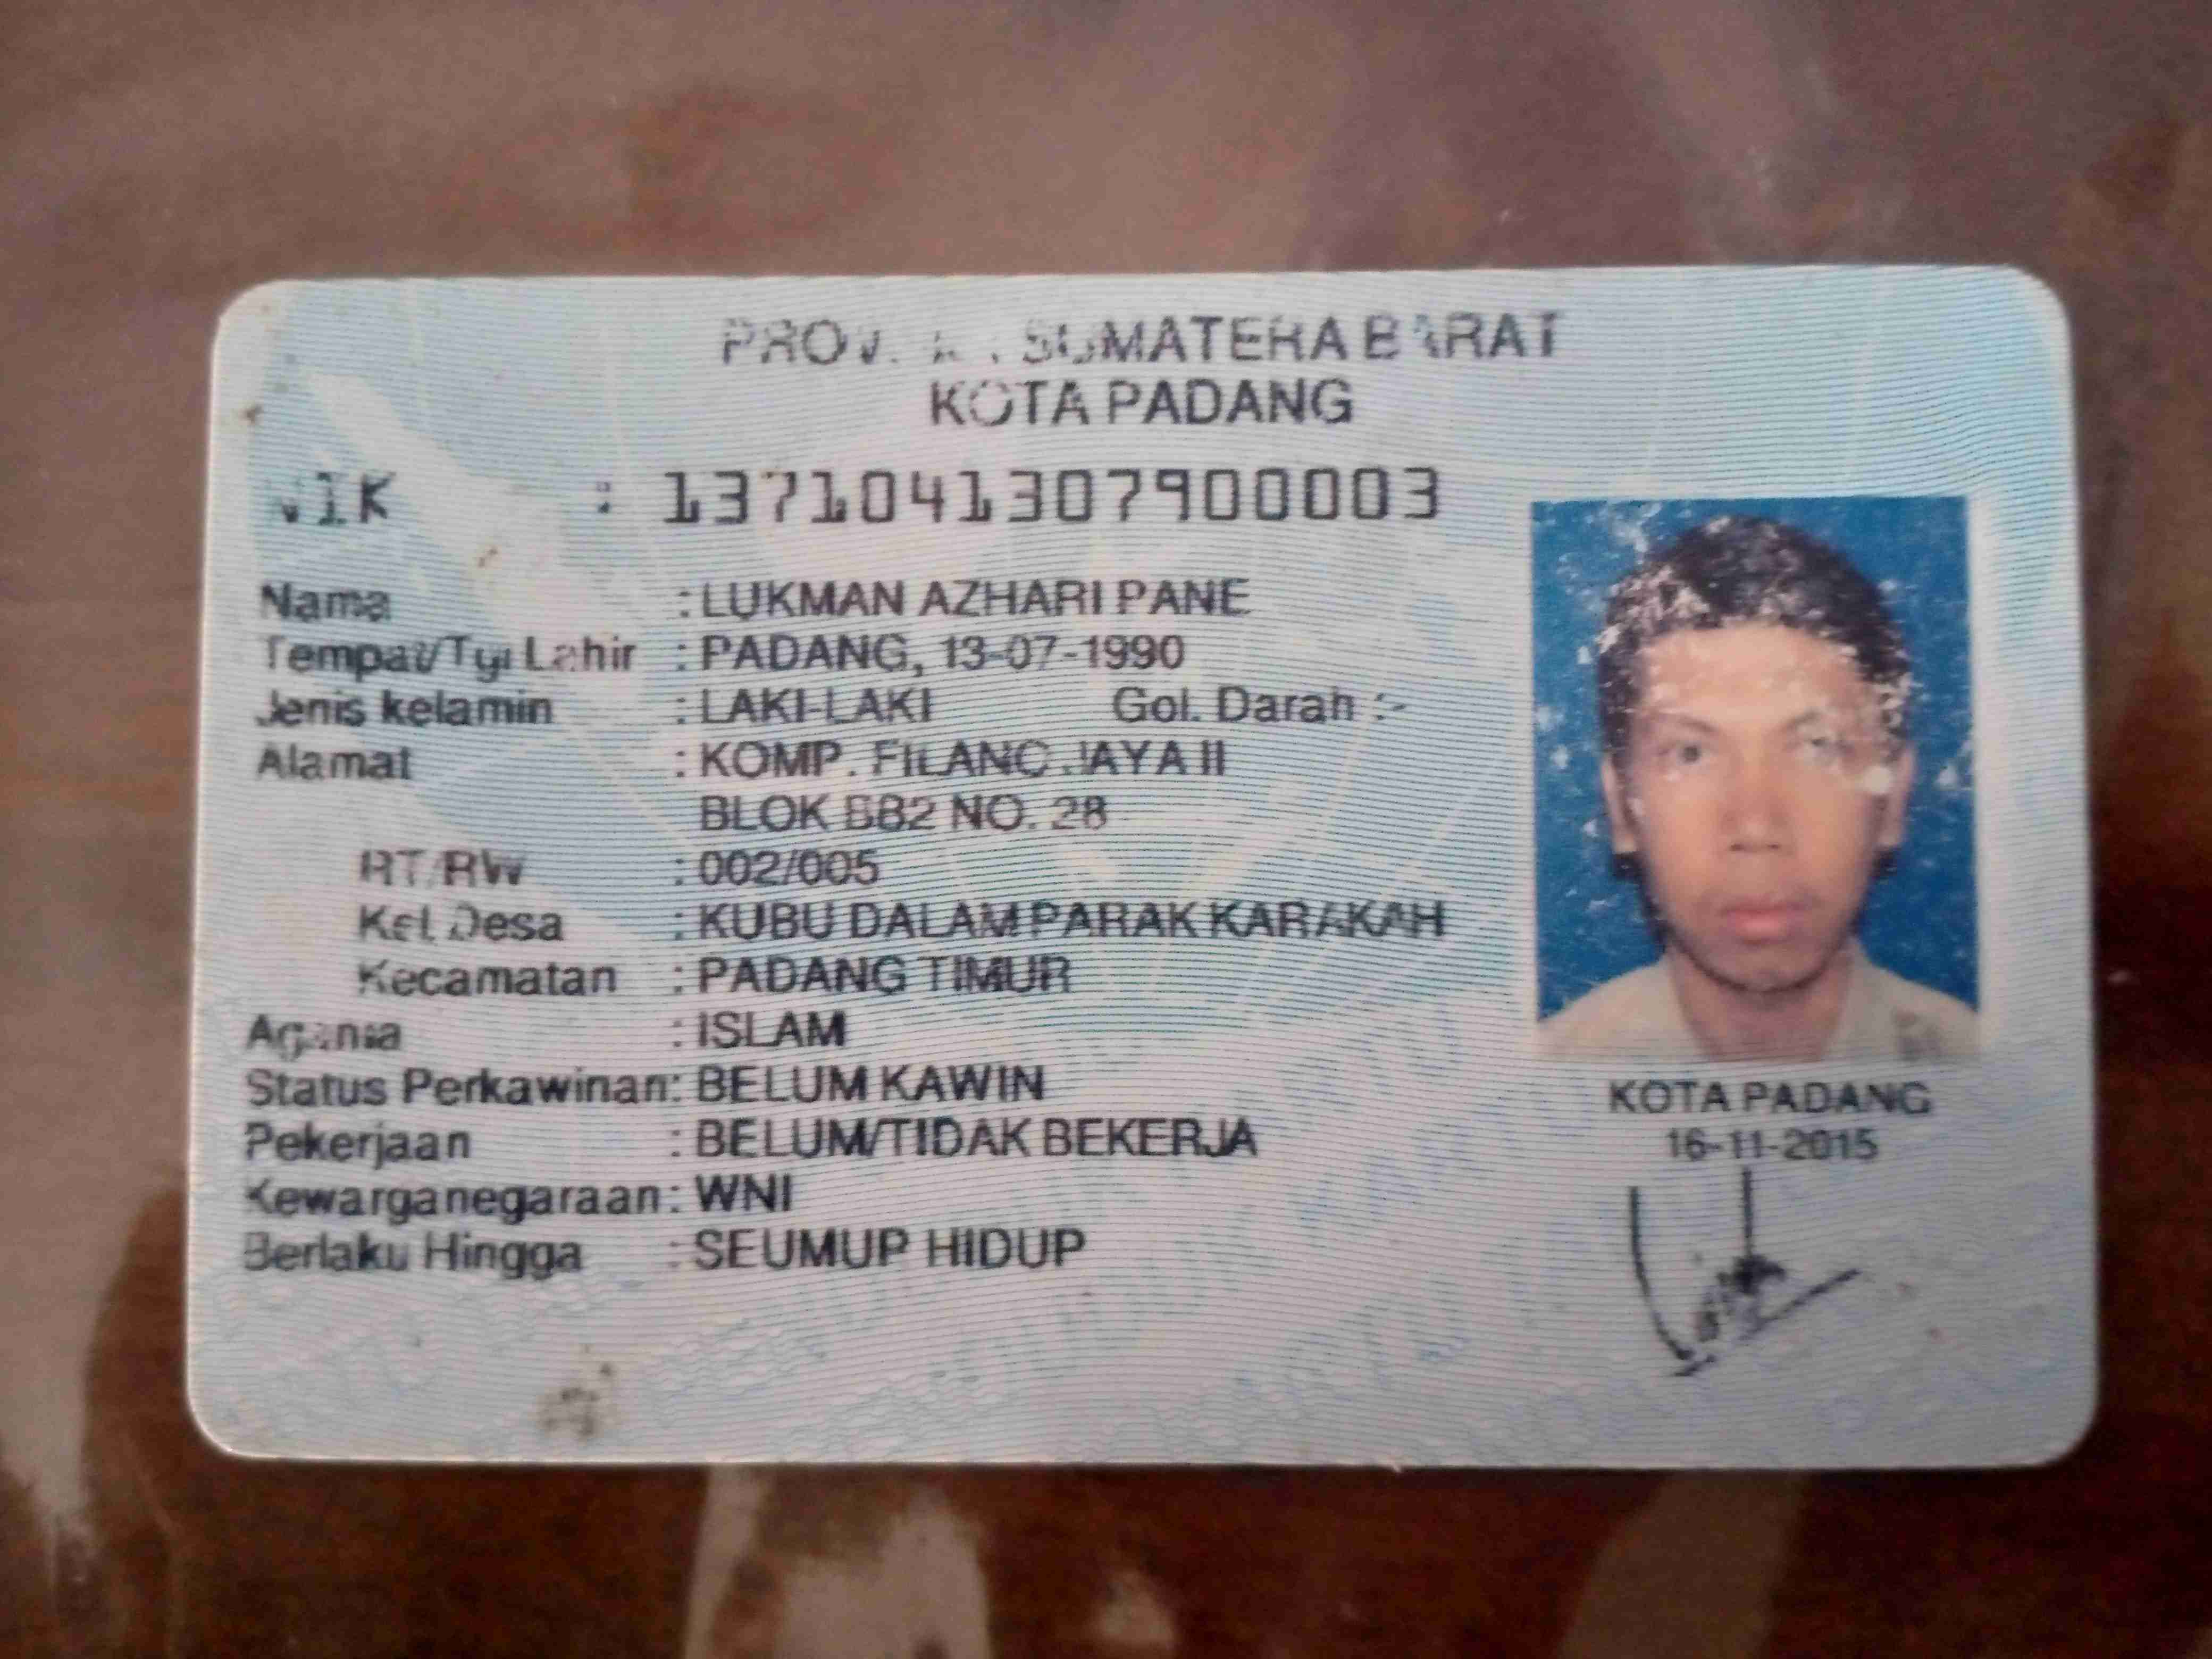 PROVINSI SUMATERA BARAT
KOTA PADANG
NIK : 1371041307900003
Nama : LUKMAN AZHARI PANE
Tempat/Tgl Lahir : PADANG, 13-07-1990
Jenis kelamin : LAKI-LAKI Gol. Darah :-
Alamat : KOMP. FILANO JAYA II
BLOK BB2 NO. 28
RT/RW : 002/005
Kel/Desa : KUBU DALAM PARAK KARAKAH
Kecamatan : PADANG TIMUR
Agama : ISLAM
Status Perkawinan: BELUM KAWIN
Pekerjaan : BELUM/TIDAK BEKERJA
Kewarganegaraan: WNI
Berlaku Hingga : SEUMUP HIDUP
KOTA PADANG
16-11-2015